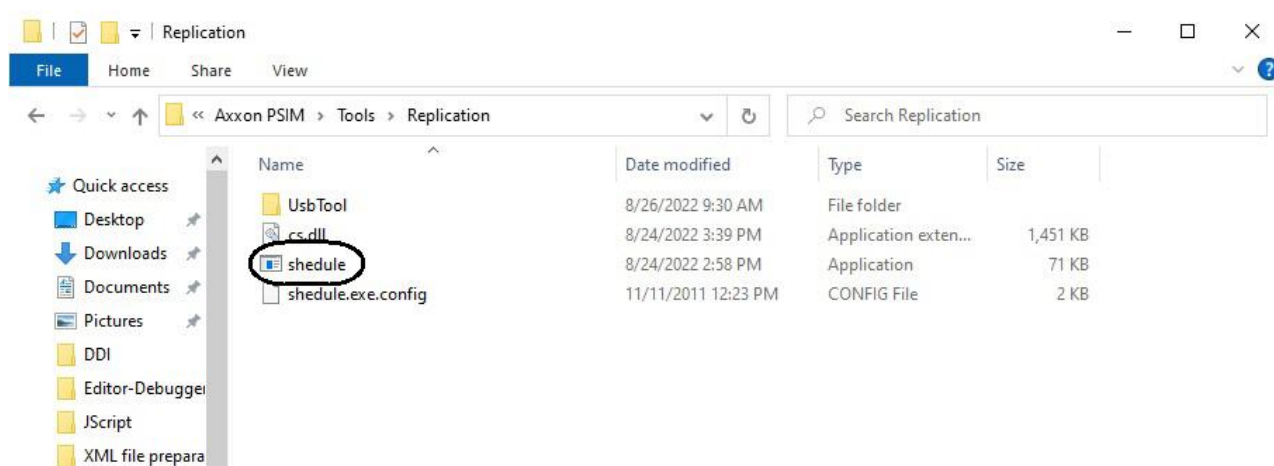 Replication
File Home Share View
« Axxon PSIM > Tools > Replication Search Replication
Name Date modified Type Size
Quick access
UsbTool 8/26/2022 9:30 AM File folder
Desktop
cs.dll 8/24/2022 3:39 PM Application exten... 1,451 KB
Downloads
shedule 8/24/2022 2:58 PM Application 71 KB
Documents
shedule.exe.config 11/11/2011 12:23 PM CONFIG File 2 KB
Pictures
DDI
Editor-Debugger
JScript
XML file prepara